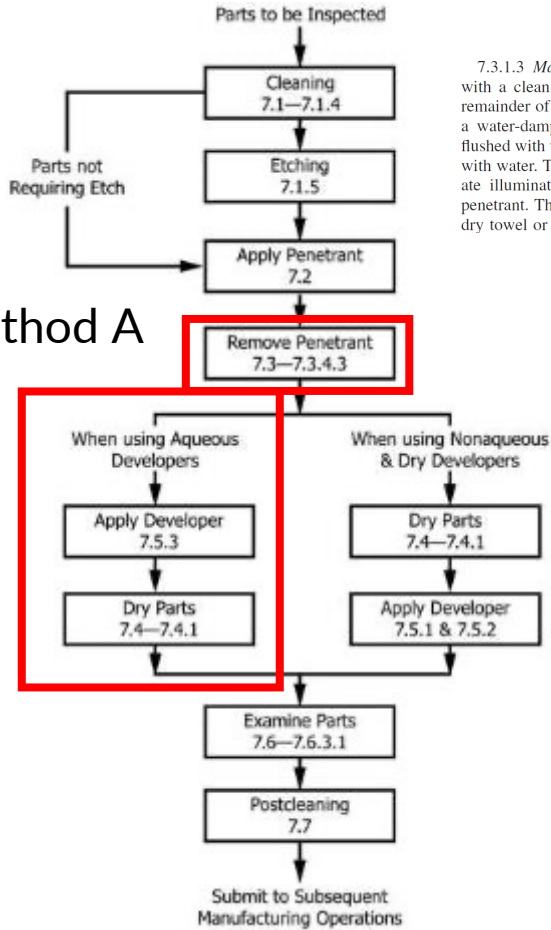 Parts to be Inspected
Cleaning
7.1—7.1.4
Parts not
Requiring Etch
Etching
7.1.5
Apply Penetrant
7.2
thod A
Remove Penetrant
7.3—7.3.4.3
When using Aqueous
Developers
Apply Developer
7.5.3
Dry Parts
7.4—7.4.1
When using Nonaqueous
& Dry Developers
Dry Parts
7.4—7.4.1
Apply Developer
7.5.1 & 7.5.2
Examine Parts
7.6—7.6.3.1
Postcleaning
7.7
Submit to Subsequent
Manufacturing Operations
7.3.1.3
with a clean
remainder of
a water-damp
flushed with
with water. T
ate illuminat
penetrant. Th
dry towel or